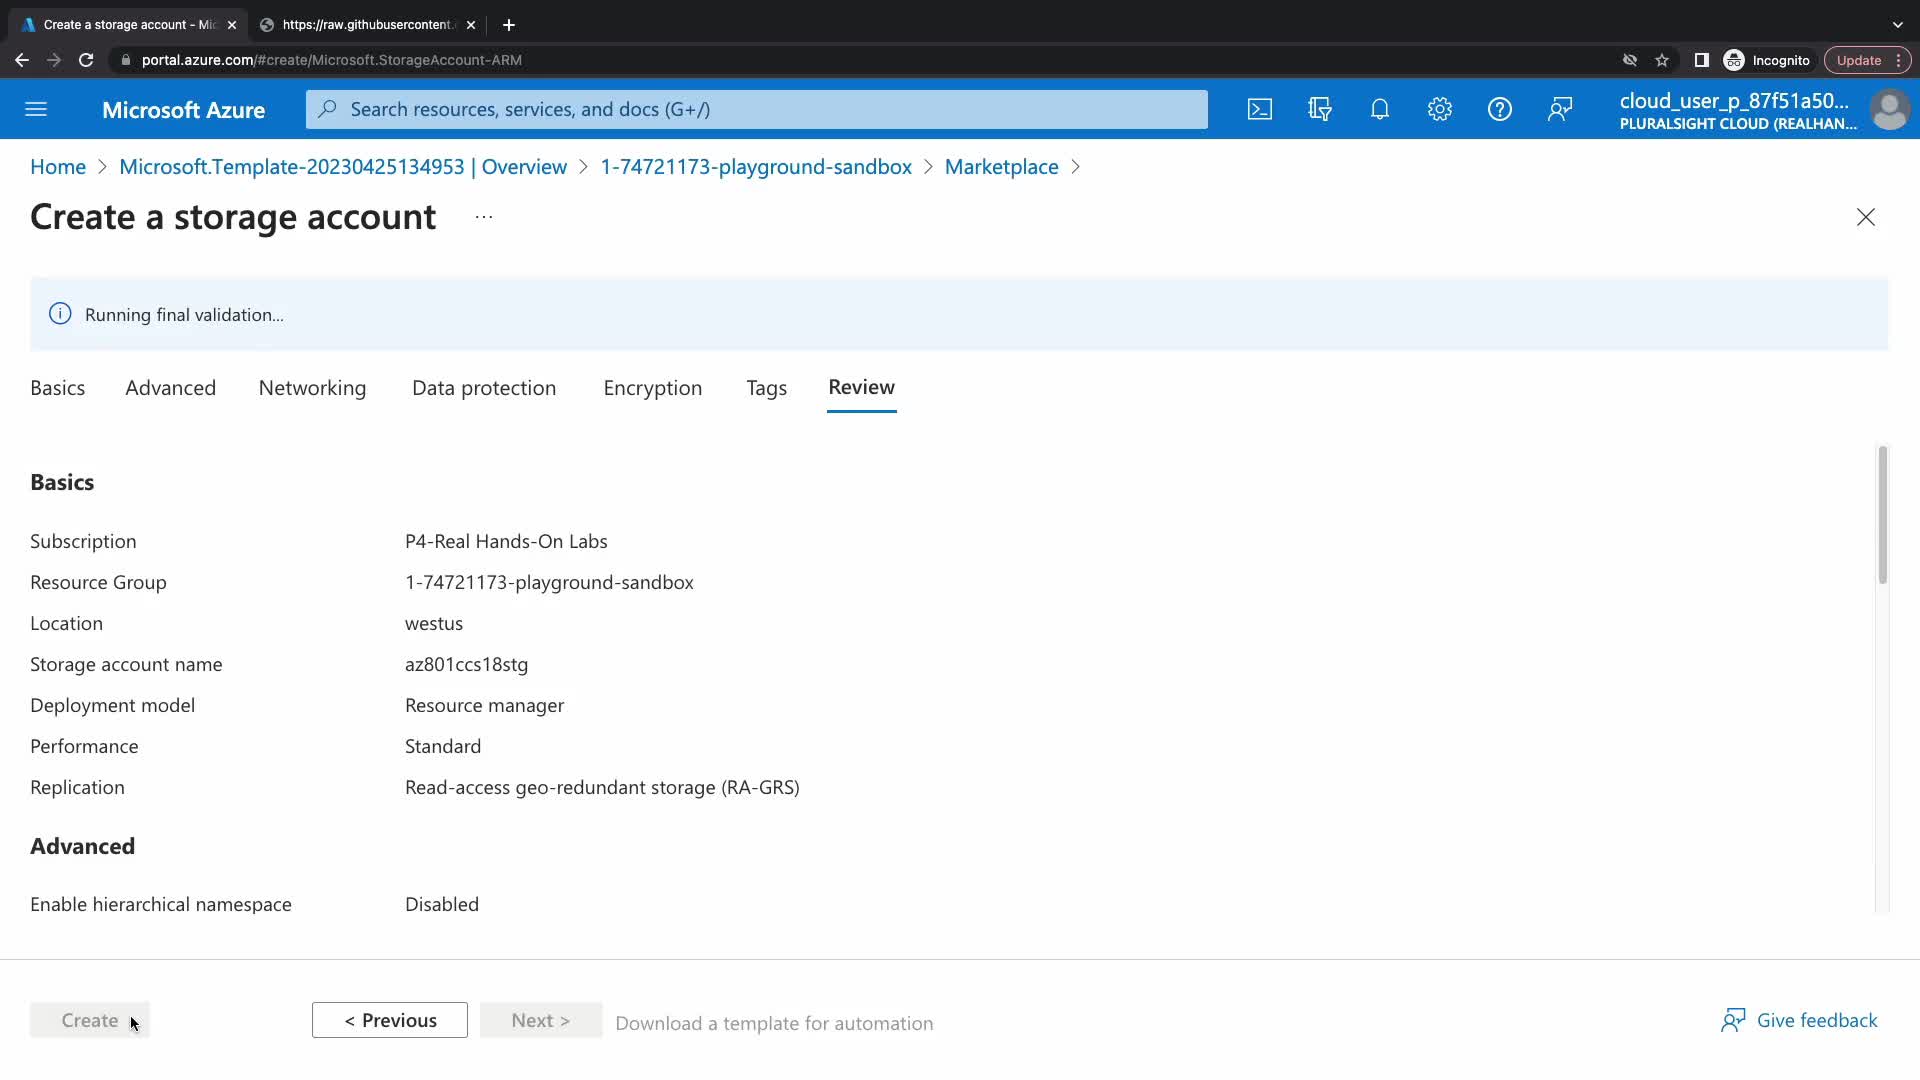 Create a storage account - Mic
https://raw.githubusercontent.c
portal.azure.com/#create/Microsoft.StorageAccount-ARM
Incognito
Update
Microsoft Azure
Search resources, services, and docs (G+/)
cloud_user_p_87f51a50...
PLURALSIGHT CLOUD (REALHAN...
Home > Microsoft.Template-20230425134953 | Overview > 1-74721173-playground-sandbox > Marketplace >
Create a storage account ...
Running final validation...
Basics Advanced Networking Data protection Encryption Tags Review
Basics
Subscription P4-Real Hands-On Labs
Resource Group 1-74721173-playground-sandbox
Location westus
Storage account name az801ccs18stg
Deployment model Resource manager
Performance Standard
Replication Read-access geo-redundant storage (RA-GRS)
Advanced
Enable hierarchical namespace Disabled
Create < Previous Next > Download a template for automation Give feedback